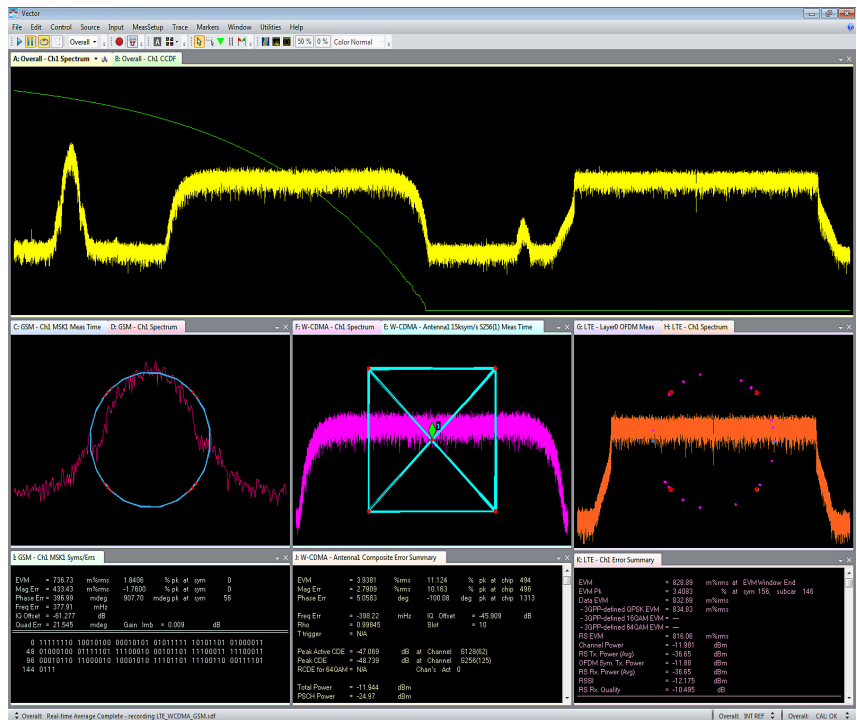 Vector
File Edit Control Source Input MeasSetup Trace Markers Window Utilities Help
Overall 50 % 0 % Color Normal
A: Overall - Ch1 Spectrum B: Overall - Ch1 CCDF
C: GSM - Ch1 MSK1 Meas Time D: GSM - Ch1 Spectrum
F: W-CDMA - Ch1 Spectrum E: W-CDMA - Antenna1 15ksym/s S256(1) Meas Time
1
G: LTE - Layer0 OFDM Meas H: LTE - Ch1 Spectrum
I: GSM - Ch1 MSK1 Syms/Errs
EVM = 736.73 m%rms 1.8406 % pk at sym 0
Mag Err = 433.43 m%rms -1.7600 % pk at sym 0
Phase Err = 396.99 mdeg 907.70 mdeg pk at sym 56
Freq Err = 377.91 mHz
IQ Offset = -61.277 dB
Quad Err = 21.545 mdeg Gain Imb = 0.009 dB
0 11111110 10010100 00010101 01011111 10101101 01000011
48 01000100 01111101 11100010 00101101 11100011 11100011
96 00010110 11000010 10001011 10101101 11100110 00111101
144 0111
J: W-CDMA - Antenna1 Composite Error Summary
EVM = 3.9381 %rms 11.124 % pk at chip 494
Mag Err = 2.7909 %rms 10.163 % pk at chip 496
Phase Err = 5.0583 deg -100.08 deg pk at chip 1313
Freq Err = -398.22 mHz IQ Offset = -45.909 dB
Rho = 0.99845 Slot = 10
T trigger = N/A
Peak Active CDE = -47.069 dB at Channel S128(62)
Peak CDE = -48.739 dB at Channel S256(125)
RCDE for 64QAM = N/A Chan's Act 0
Total Power = -11.944 dBm
PSCH Power = -24.97 dBm
K: LTE - Ch1 Error Summary
EVM = 828.89 m%rms at EVMWindow End
EVM Pk = 3.4083 % at sym 156, subcar 146
Data EVM = 832.69 m%rms
- 3GPP-defined QPSK EVM = 834.83 m%rms
- 3GPP-defined 16QAM EVM = ---
- 3GPP-defined 64QAM EVM = ---
RS EVM = 816.06 m%rms
Channel Power = -11.981 dBm
RS Tx. Power (Avg) = -36.65 dBm
OFDM Sym. Tx. Power = -11.88 dBm
RS Rx. Power (Avg) = -36.65 dBm
RSSI = -12.175 dBm
RS Rx. Quality = -10.495 dB
Overall: Real-time Average Complete - recording LTE_WCDMA_GSM.sdf
Overall: INT REF Overall: CAL: OK